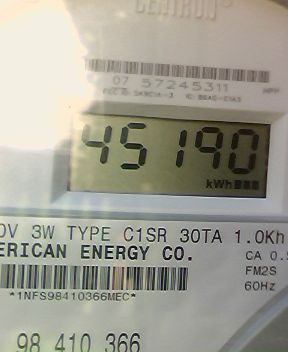 CENTRON®
07 57245311
45190
kWh
0V 3W TYPE C1SR 30TA 1.0Kh
ERICAN ENERGY CO.
CA 0.5
*1NFS98410366MEC*
FM2S
60Hz
98 410 366